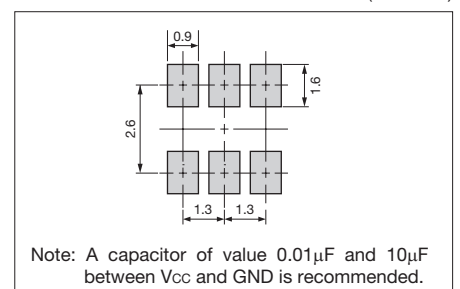 0.9
1.6
2.6
1.3 1.3
Note: A capacitor of value 0.01µF and 10µF
between Vcc and GND is recommended.